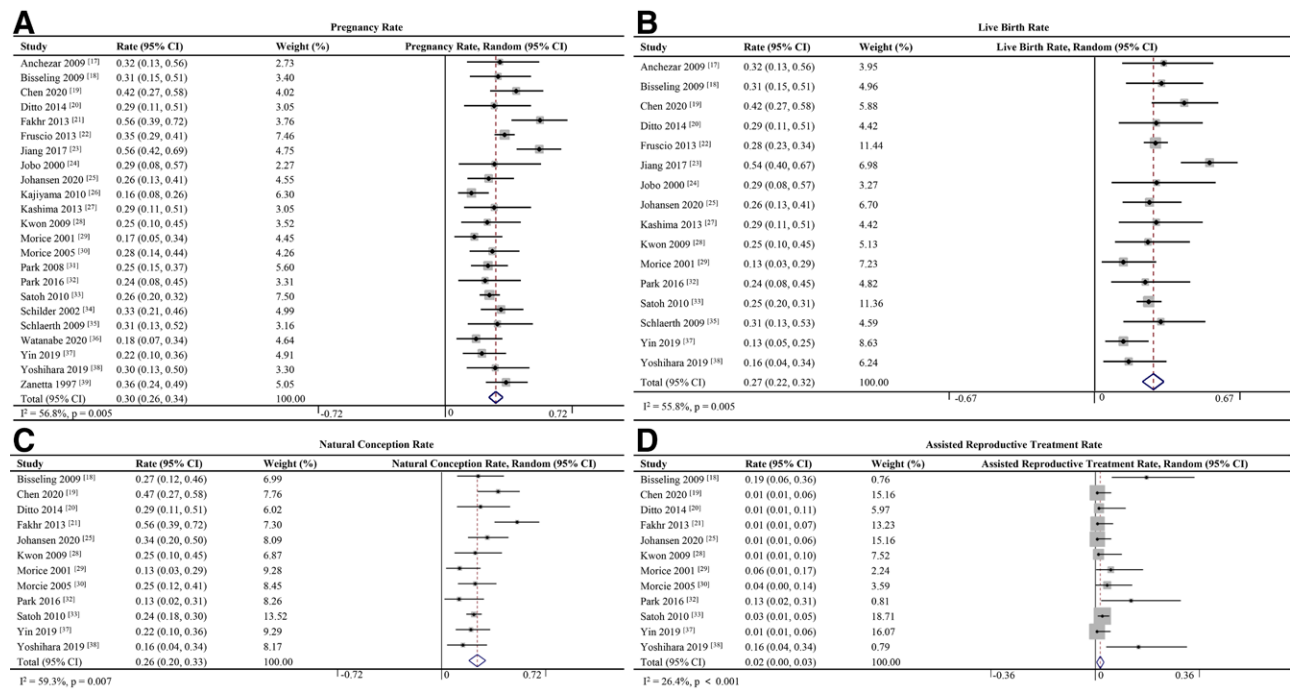 A
Pregnancy Rate
Study Rate (95% CI) Weight (%) Pregnancy Rate, Random (95% CI)
Anchezar 2009 [17] 0.32 (0.13, 0.56) 2.73
Bisseling 2009 [18] 0.31 (0.15, 0.51) 3.40
Chen 2020 [19] 0.42 (0.27, 0.58) 4.02
Ditto 2014 [20] 0.29 (0.11, 0.51) 3.05
Fakhr 2013 [21] 0.56 (0.39, 0.72) 3.76
Fruscio 2013 [22] 0.35 (0.29, 0.41) 7.46
Jiang 2017 [23] 0.56 (0.42, 0.69) 4.75
Jobo 2000 [24] 0.29 (0.08, 0.57) 2.27
Johansen 2020 [25] 0.26 (0.13, 0.41) 4.55
Kajiyama 2010 [26] 0.16 (0.08, 0.26) 6.30
Kashima 2013 [27] 0.29 (0.11, 0.51) 3.05
Kwon 2009 [28] 0.25 (0.10, 0.45) 3.52
Morice 2001 [29] 0.17 (0.05, 0.34) 4.45
Morice 2005 [30] 0.28 (0.14, 0.44) 4.26
Park 2008 [31] 0.25 (0.15, 0.37) 5.60
Park 2016 [32] 0.24 (0.08, 0.45) 3.31
Satoh 2010 [33] 0.26 (0.20, 0.32) 7.50
Schilder 2002 [34] 0.33 (0.21, 0.46) 4.99
Schlaerth 2009 [35] 0.31 (0.13, 0.52) 3.16
Watanabe 2020 [36] 0.18 (0.07, 0.34) 4.64
Yin 2019 [37] 0.22 (0.10, 0.36) 4.91
Yoshihara 2019 [38] 0.30 (0.13, 0.50) 3.30
Zanetta 1997 [39] 0.36 (0.24, 0.49) 5.05
Total (95% CI) 0.30 (0.26, 0.34) 100.00
I2 = 56.8%, p = 0.005 -0.72 0 0.72
B
Live Birth Rate
Study Rate (95% CI) Weight (%) Live Birth Rate, Random (95% CI)
Anchezar 2009 [17] 0.32 (0.13, 0.56) 3.95
Bisseling 2009 [18] 0.31 (0.15, 0.51) 4.96
Chen 2020 [19] 0.42 (0.27, 0.58) 5.88
Ditto 2014 [20] 0.29 (0.11, 0.51) 4.42
Fruscio 2013 [22] 0.28 (0.23, 0.34) 11.44
Jiang 2017 [23] 0.54 (0.40, 0.67) 6.98
Jobo 2000 [24] 0.29 (0.08, 0.57) 3.27
Johansen 2020 [25] 0.26 (0.13, 0.41) 6.70
Kashima 2013 [27] 0.29 (0.11, 0.51) 4.42
Kwon 2009 [28] 0.25 (0.10, 0.45) 5.13
Morice 2001 [29] 0.13 (0.03, 0.29) 7.23
Park 2016 [32] 0.24 (0.08, 0.45) 4.82
Satoh 2010 [33] 0.25 (0.20, 0.31) 11.36
Schlaerth 2009 [35] 0.31 (0.13, 0.53) 4.59
Yin 2019 [37] 0.13 (0.05, 0.25) 8.63
Yoshihara 2019 [38] 0.16 (0.04, 0.34) 6.24
Total (95% CI) 0.27 (0.22, 0.32) 100.00
-0.67 0 0.67
I2 = 55.8%, p = 0.005
C
Natural Conception Rate
Study Rate (95% CI) Weight (%) Natural Conception Rate, Random (95% CI)
Bisseling 2009 [18] 0.27 (0.12, 0.46) 6.99
Chen 2020 [19] 0.47 (0.27, 0.58) 7.76
Ditto 2014 [20] 0.29 (0.11, 0.51) 6.02
Fakhr 2013 [21] 0.56 (0.39, 0.72) 7.30
Johansen 2020 [25] 0.34 (0.20, 0.50) 8.09
Kwon 2009 [28] 0.25 (0.10, 0.45) 6.87
Morice 2001 [29] 0.13 (0.03, 0.29) 9.28
Morcie 2005 [30] 0.25 (0.12, 0.41) 8.45
Park 2016 [32] 0.13 (0.02, 0.31) 8.26
Satoh 2010 [33] 0.24 (0.18, 0.30) 13.52
Yin 2019 [37] 0.22 (0.10, 0.36) 9.29
Yoshihara 2019 [38] 0.16 (0.04, 0.34) 8.17
Total (95% CI) 0.26 (0.20, 0.33) 100.00
-0.72 0 0.72
I2 = 59.3%, p = 0.007
D
Assisted Reproductive Treatment Rate
Study Rate (95% CI) Weight (%) Assisted Reproductive Treatment Rate, Random (95% CI)
Bisseling 2009 [18] 0.19 (0.06, 0.36) 0.76
Chen 2020 [19] 0.01 (0.01, 0.06) 15.16
Ditto 2014 [20] 0.01 (0.01, 0.11) 5.97
Fakhr 2013 [21] 0.01 (0.01, 0.07) 13.23
Johansen 2020 [25] 0.01 (0.01, 0.06) 15.16
Kwon 2009 [28] 0.01 (0.01, 0.10) 7.52
Morice 2001 [29] 0.06 (0.01, 0.17) 2.24
Morcie 2005 [30] 0.04 (0.00, 0.14) 3.59
Park 2016 [32] 0.13 (0.02, 0.31) 0.81
Satoh 2010 [33] 0.03 (0.01, 0.05) 18.71
Yin 2019 [37] 0.01 (0.01, 0.06) 16.07
Yoshihara 2019 [38] 0.16 (0.04, 0.34) 0.79
Total (95% CI) 0.02 (0.00, 0.03) 100.00
-0.36 0 0.36
I2 = 26.4%, p < 0.001